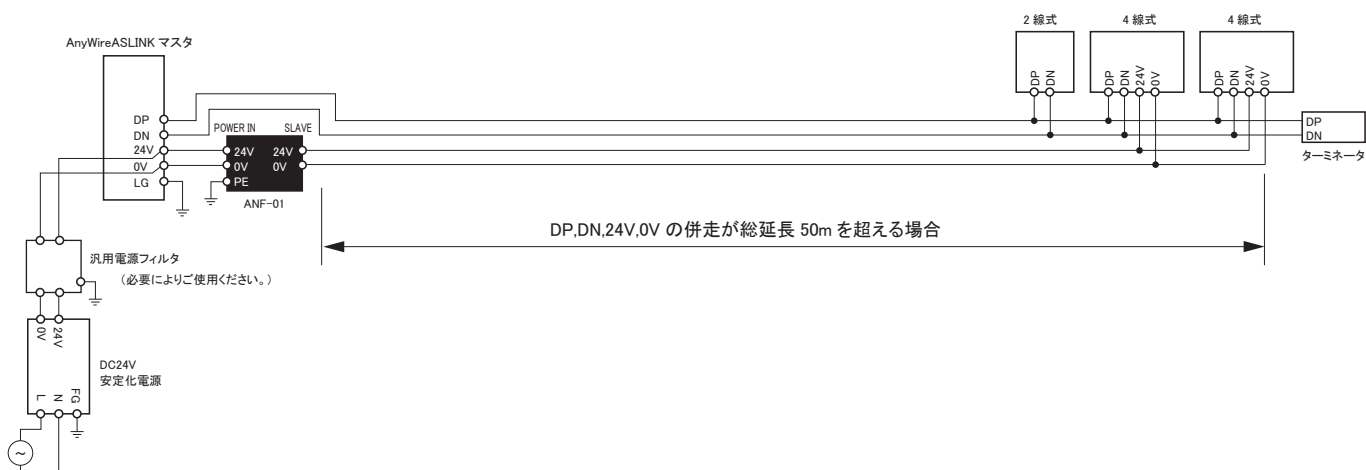 2 線式
4 線式
4 線式
AnyWireASLINK マスタ
DP
DN
DP
DN
24V
0V
DP
DN
24V
0V
DP
DN
24V
0V
LG
POWER IN
SLAVE
24V
24V
0V
0V
PE
ANF-01
DP
DN
ターミネータ
DP,DN,24V,0V の併走が総延長 50m を超える場合
汎用電源フィルタ
（必要によりご使用ください。）
0V
24V
DC24V
安定化電源
L
N
FG
~